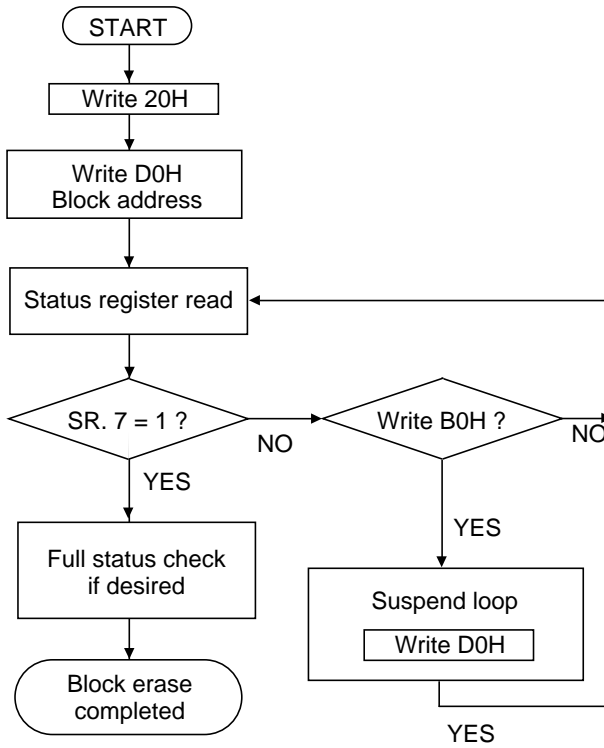 START
Write 20H
Write D0H
Block address
Status register read
SR. 7 = 1 ?
NO
Write B0H ?
NO
YES
YES
Full status check
if desired
Suspend loop
Write D0H
YES
Block erase
completed